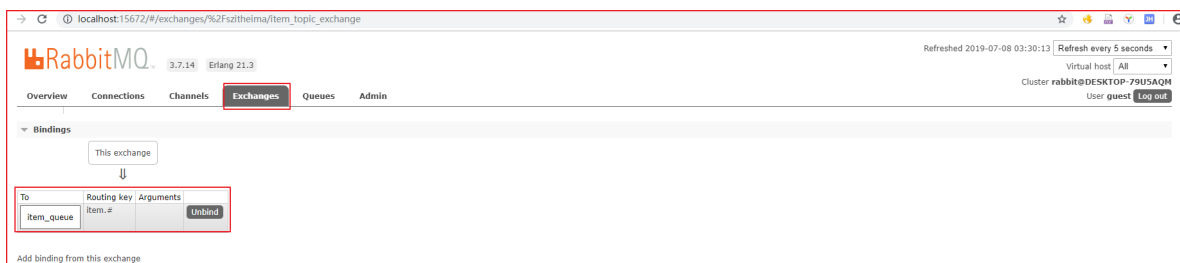 localhost:15672/#/exchanges/%2Fszitheima/item_topic_exchange
RabbitMQ. 3.7.14 Erlang 21.3
Refreshed 2019-07-08 03:30:13 Refresh every 5 seconds
Virtual host All
Cluster rabbit@DESKTOP-79U5AQM
User guest Log out
Overview Connections Channels Exchanges Queues Admin
Bindings
This exchange
⇓
To Routing key Arguments
item_queue item.# Unbind
Add binding from this exchange